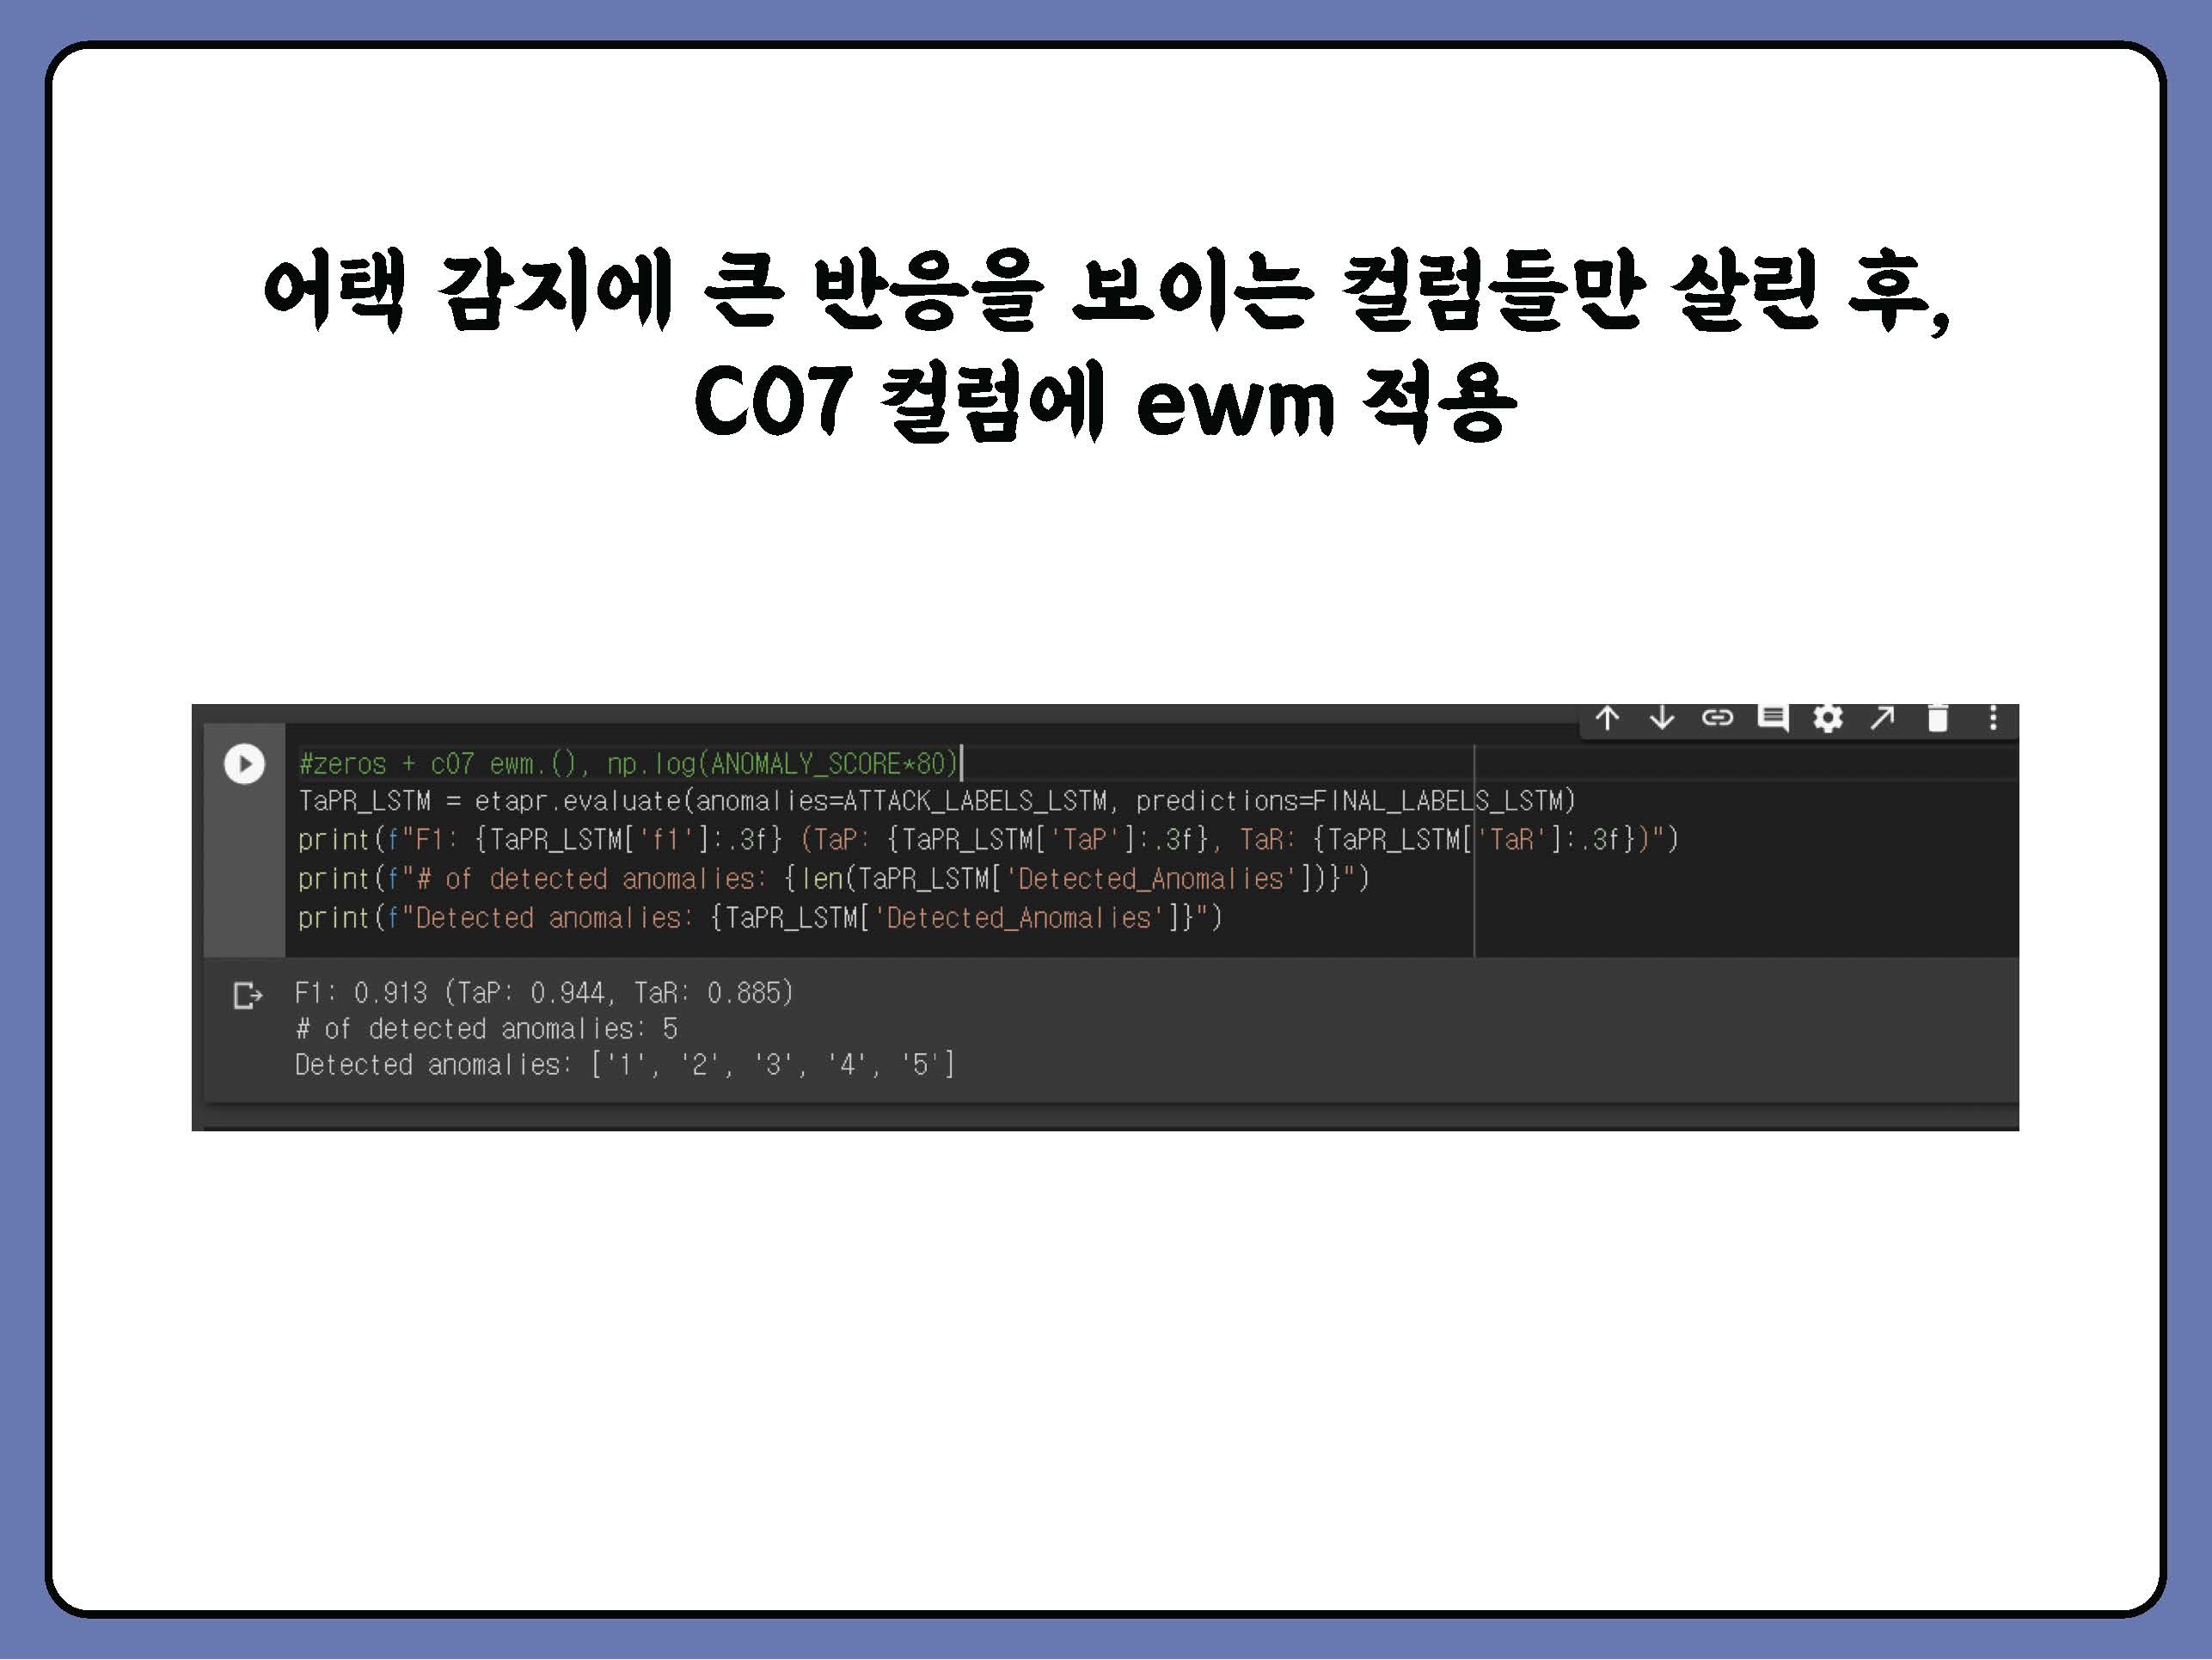 어택 감지에 큰 반응을 보이는 컬럼들만 살린 후,
C07 컬럼에 ewm 적용
#zeros + c07 ewm.(), np.log(ANOMALY_SCORE*80)
TaPR_LSTM = etapr.evaluate(anomalies=ATTACK_LABELS_LSTM, predictions=FINAL_LABELS_LSTM)
print(f"F1: {TaPR_LSTM['f1']:.3f} (TaP: {TaPR_LSTM['TaP']:.3f}, TaR: {TaPR_LSTM['TaR']:.3f})")
print(f"# of detected anomalies: {len(TaPR_LSTM['Detected_Anomalies'])}")
print(f"Detected anomalies: {TaPR_LSTM['Detected_Anomalies']}")
F1: 0.913 (TaP: 0.944, TaR: 0.885)
# of detected anomalies: 5
Detected anomalies: ['1', '2', '3', '4', '5']